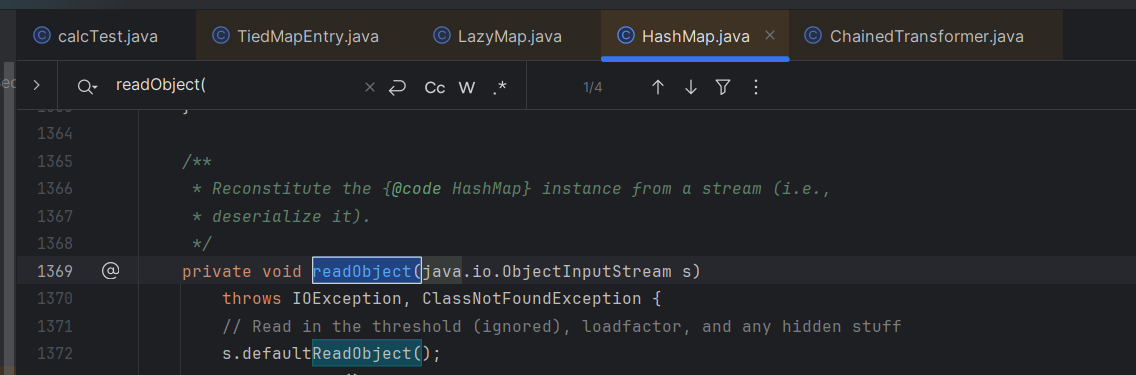 calcTest.java TiedMapEntry.java LazyMap.java HashMap.java × ChainedTransformer.java
readObject( × Cc W .* 1/4
1364
1365 /**
1366 * Reconstitute the {@code HashMap} instance from a stream (i.e.,
1367 * deserialize it).
1368 */
1369 @ private void readObject(java.io.ObjectInputStream s)
1370 throws IOException, ClassNotFoundException {
1371 // Read in the threshold (ignored), loadfactor, and any hidden stuff
1372 s.defaultReadObject();